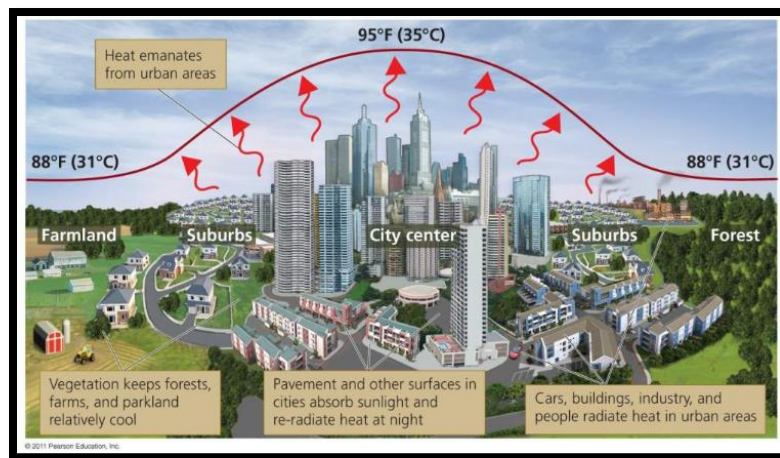 95°F (35°C)
Heat emanates
from urban areas
88°F (31°C)
88°F (31°C)
Farmland
Suburbs
City center
Suburbs
Forest
Vegetation keeps forests,
farms, and parkland
relatively cool
Pavement and other surfaces in
cities absorb sunlight and
re-radiate heat at night
Cars, buildings, industry, and
people radiate heat in urban areas
© 2011 Pearson Education, Inc.